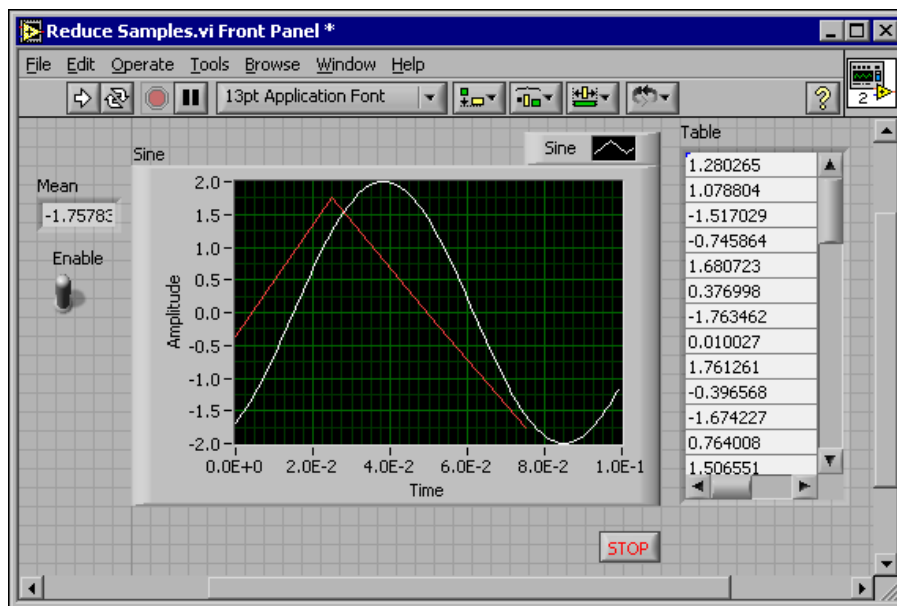 Reduce Samples.vi Front Panel *
File Edit Operate Tools Browse Window Help
13pt Application Font
2
Table
Sine
Sine
Mean
-1.75783
Enable
Amplitude
2.0
1.5
1.0
0.5
0.0
-0.5
-1.0
-1.5
-2.0
0.0E+0 2.0E-2 4.0E-2 6.0E-2 8.0E-2 1.0E-1
Time
1.280265
1.078804
-1.517029
-0.745864
1.680723
0.376998
-1.763462
0.010027
1.761261
-0.396568
-1.674227
0.764008
1.506551
STOP